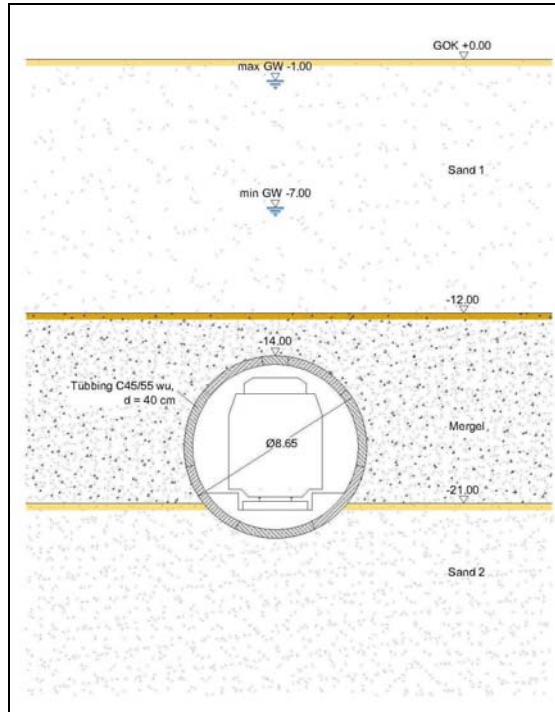 GOK +0.00
max GW -1.00
Sand 1
min GW -7.00
-12.00
-14.00
Tübbing C45/55 wu,
d = 40 cm
Ø8.65
Mergel
-21.00
Sand 2